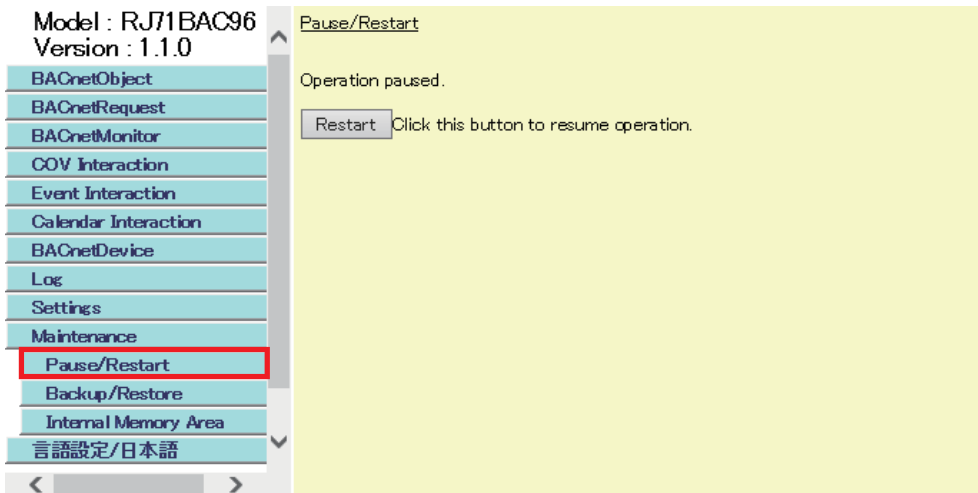 Model : RJ71BAC96
Version : 1.1.0
BACnetObject
BACnetRequest
BACnetMonitor
COV Interaction
Event Interaction
Calendar Interaction
BACnetDevice
Log
Settings
Maintenance
Pause/Restart
Backup/Restore
Internal Memory Area
言語設定/日本語
Pause/Restart
Operation paused.
Restart Click this button to resume operation.